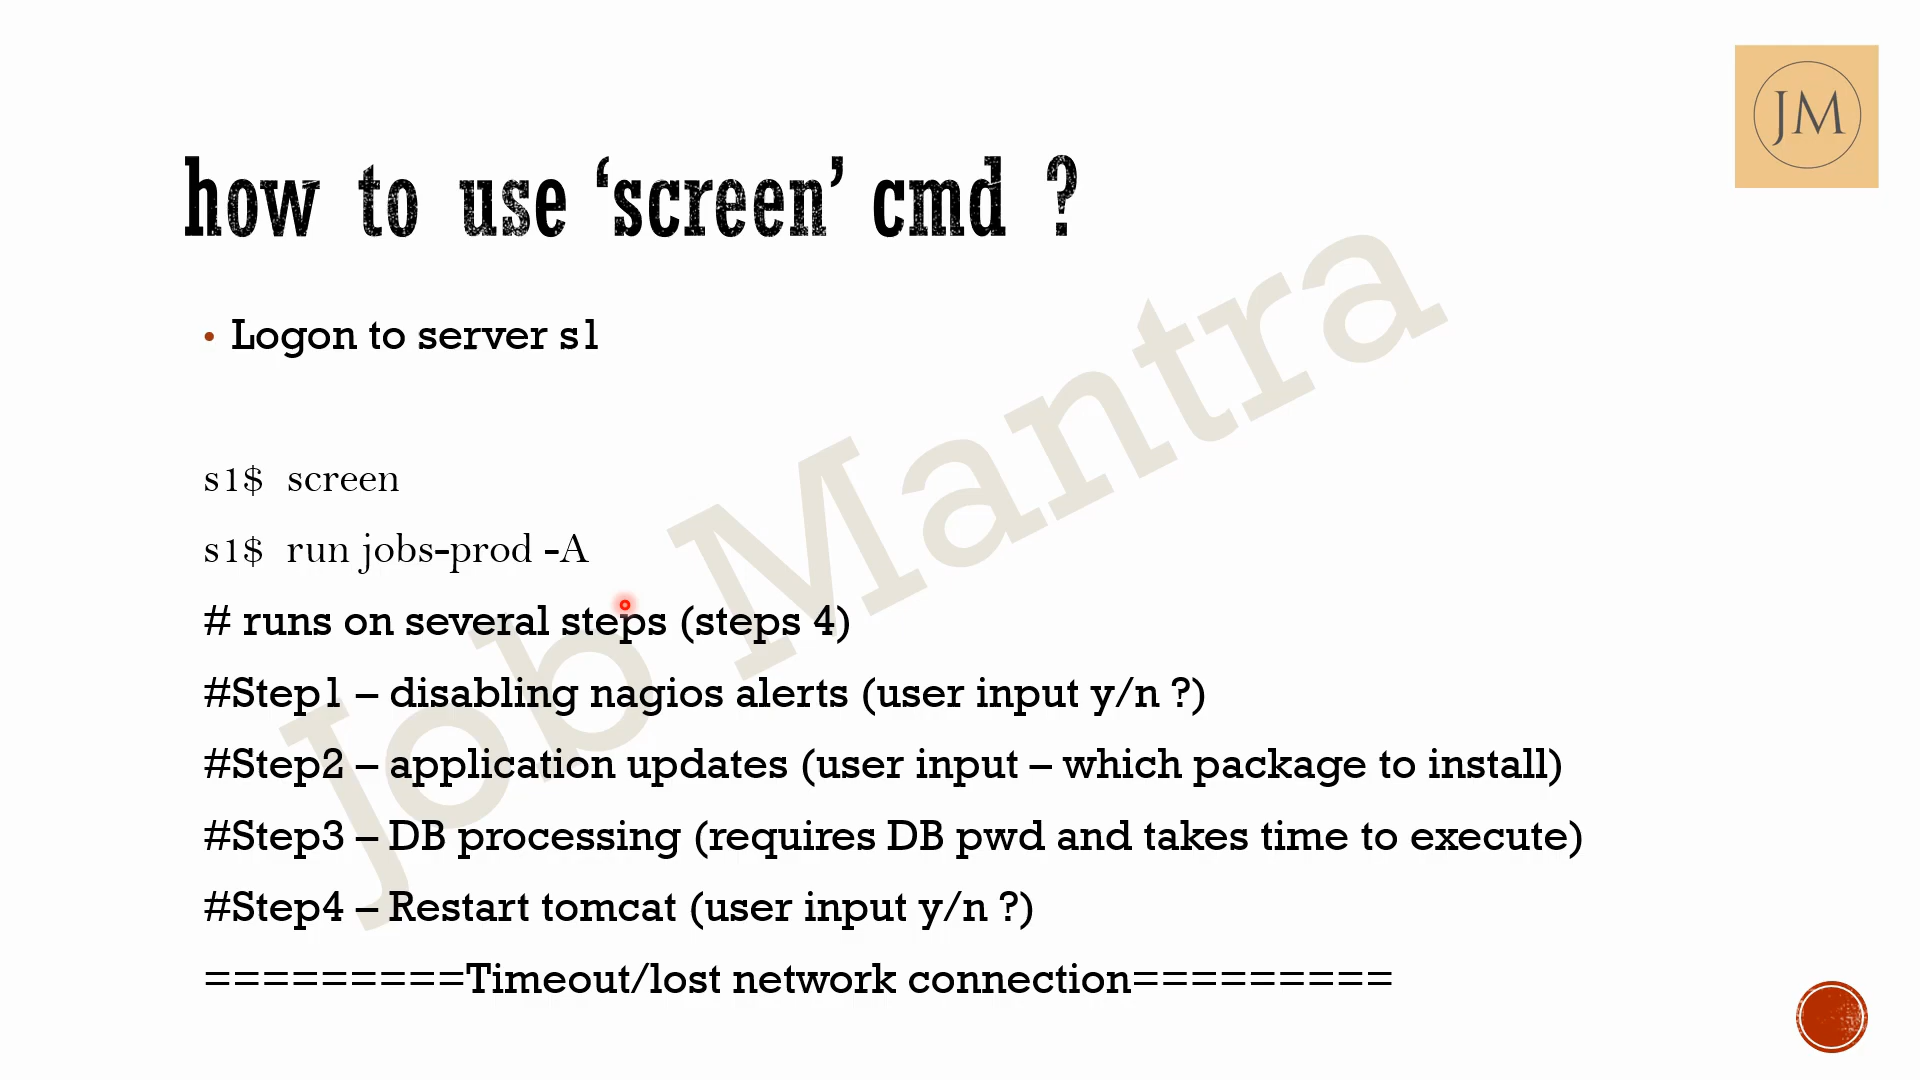 JM
how to use ‘screen’ cmd ?
• Logon to server s1
s1$ screen
s1$ run jobs-prod -A
# runs on several steps (steps 4)
#Step1 – disabling nagios alerts (user input y/n ?)
#Step2 – application updates (user input – which package to install)
#Step3 – DB processing (requires DB pwd and takes time to execute)
#Step4 – Restart tomcat (user input y/n ?)
=========Timeout/lost network connection=========
Job Mantra